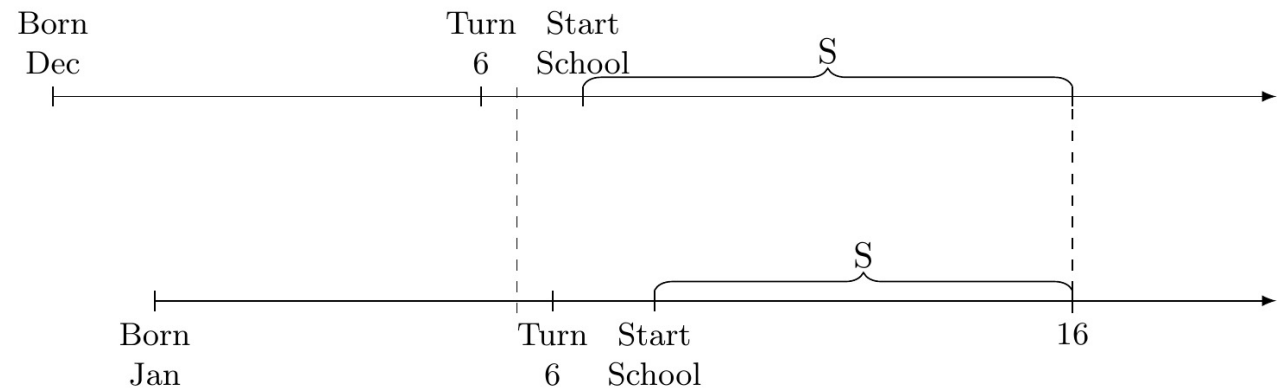 Born
Dec
Turn
6
Start
School
S
S
Born
Jan
Turn
6
Start
School
16